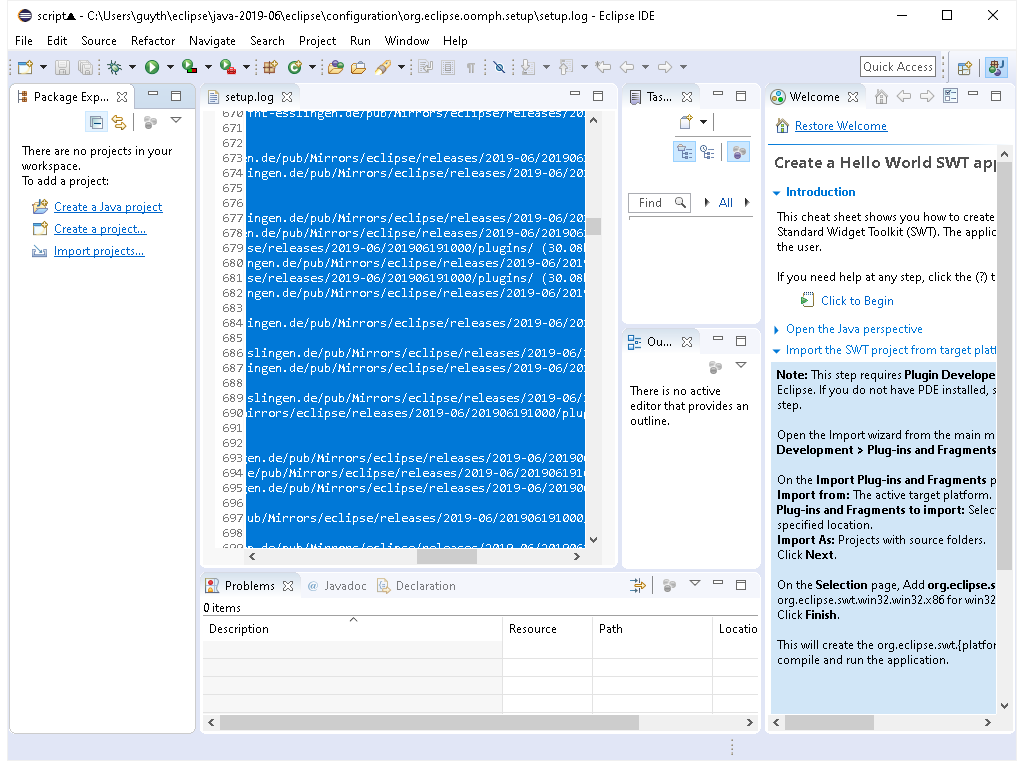 script▲ - C:\Users\guyth\eclipse\java-2019-06\eclipse\configuration\org.eclipse.oomph.setup\setup.log - Eclipse IDE
File Edit Source Refactor Navigate Search Project Run Window Help
Quick Access
Package Exp...
There are no projects in your
workspace.
To add a project:
Create a Java project
Create a project...
Import projects...
setup.log
670
671
672
673 en.de/pub/Mirrors/eclipse/releases/2019-06/201906
674 ingen.de/pub/Mirrors/eclipse/releases/2019-06/20
675
676
677 ingen.de/pub/Mirrors/eclipse/releases/2019-06/20
678 en.de/pub/Mirrors/eclipse/releases/2019-06/201906
679 se/releases/2019-06/201906191000/plugins/ (30.08
680 ingen.de/pub/Mirrors/eclipse/releases/2019-06/20
681 se/releases/2019-06/201906191000/plugins/ (30.08
682 ingen.de/pub/Mirrors/eclipse/releases/2019-06/201
683
684 lingen.de/pub/Mirrors/eclipse/releases/2019-06/2
685
686 slingen.de/pub/Mirrors/eclipse/releases/2019-06/
687 ingen.de/pub/Mirrors/eclipse/releases/2019-06/20
688
689 slingen.de/pub/Mirrors/eclipse/releases/2019-06/
690 irrors/eclipse/releases/2019-06/201906191000/plu
691
692
693 en.de/pub/Mirrors/eclipse/releases/2019-06/20190
694 e/pub/Mirrors/eclipse/releases/2019-06/201906191
695 en.de/pub/Mirrors/eclipse/releases/2019-06/20190
696
697 ub/Mirrors/eclipse/releases/2019-06/201906191000
698
699
Problems @ Javadoc Declaration
0 items
Description Resource Path Locatio
Tas...
Find All
Ou...
There is no active
editor that provides an
outline.
Welcome
Restore Welcome
Create a Hello World SWT app
Introduction
This cheat sheet shows you how to create
Standard Widget Toolkit (SWT). The applic
the user.
If you need help at any step, click the (?) t
Click to Begin
Open the Java perspective
Import the SWT project from target platf
Note: This step requires Plugin Develope
Eclipse. If you do not have PDE installed, s
step.
Open the Import wizard from the main m
Development > Plug-ins and Fragments
On the Import Plug-ins and Fragments p
Import from: The active target platform.
Plug-ins and Fragments to import: Selec
specified location.
Import As: Projects with source folders.
Click Next.
On the Selection page, Add org.eclipse.s
org.eclipse.swt.win32.win32.x86 for win32
Click Finish.
This will create the org.eclipse.swt.{platfor
compile and run the application.